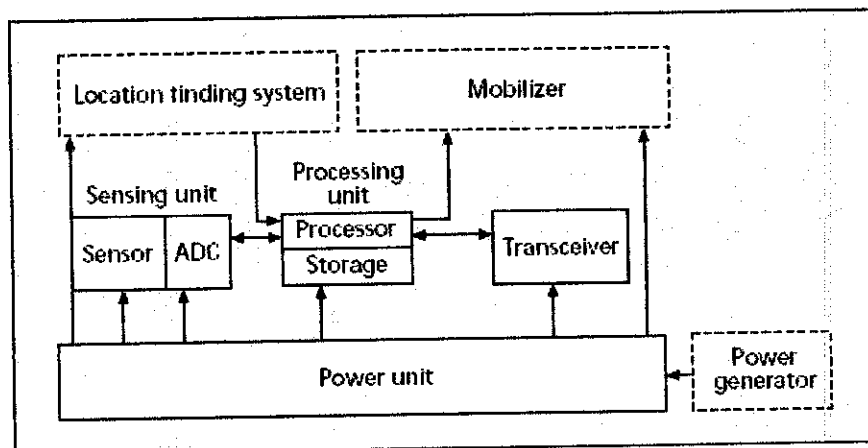 Location finding system
Mobilizer
Sensing unit
Processing
unit
Sensor
ADC
Processor
Storage
Transceiver
Power unit
Power
generator